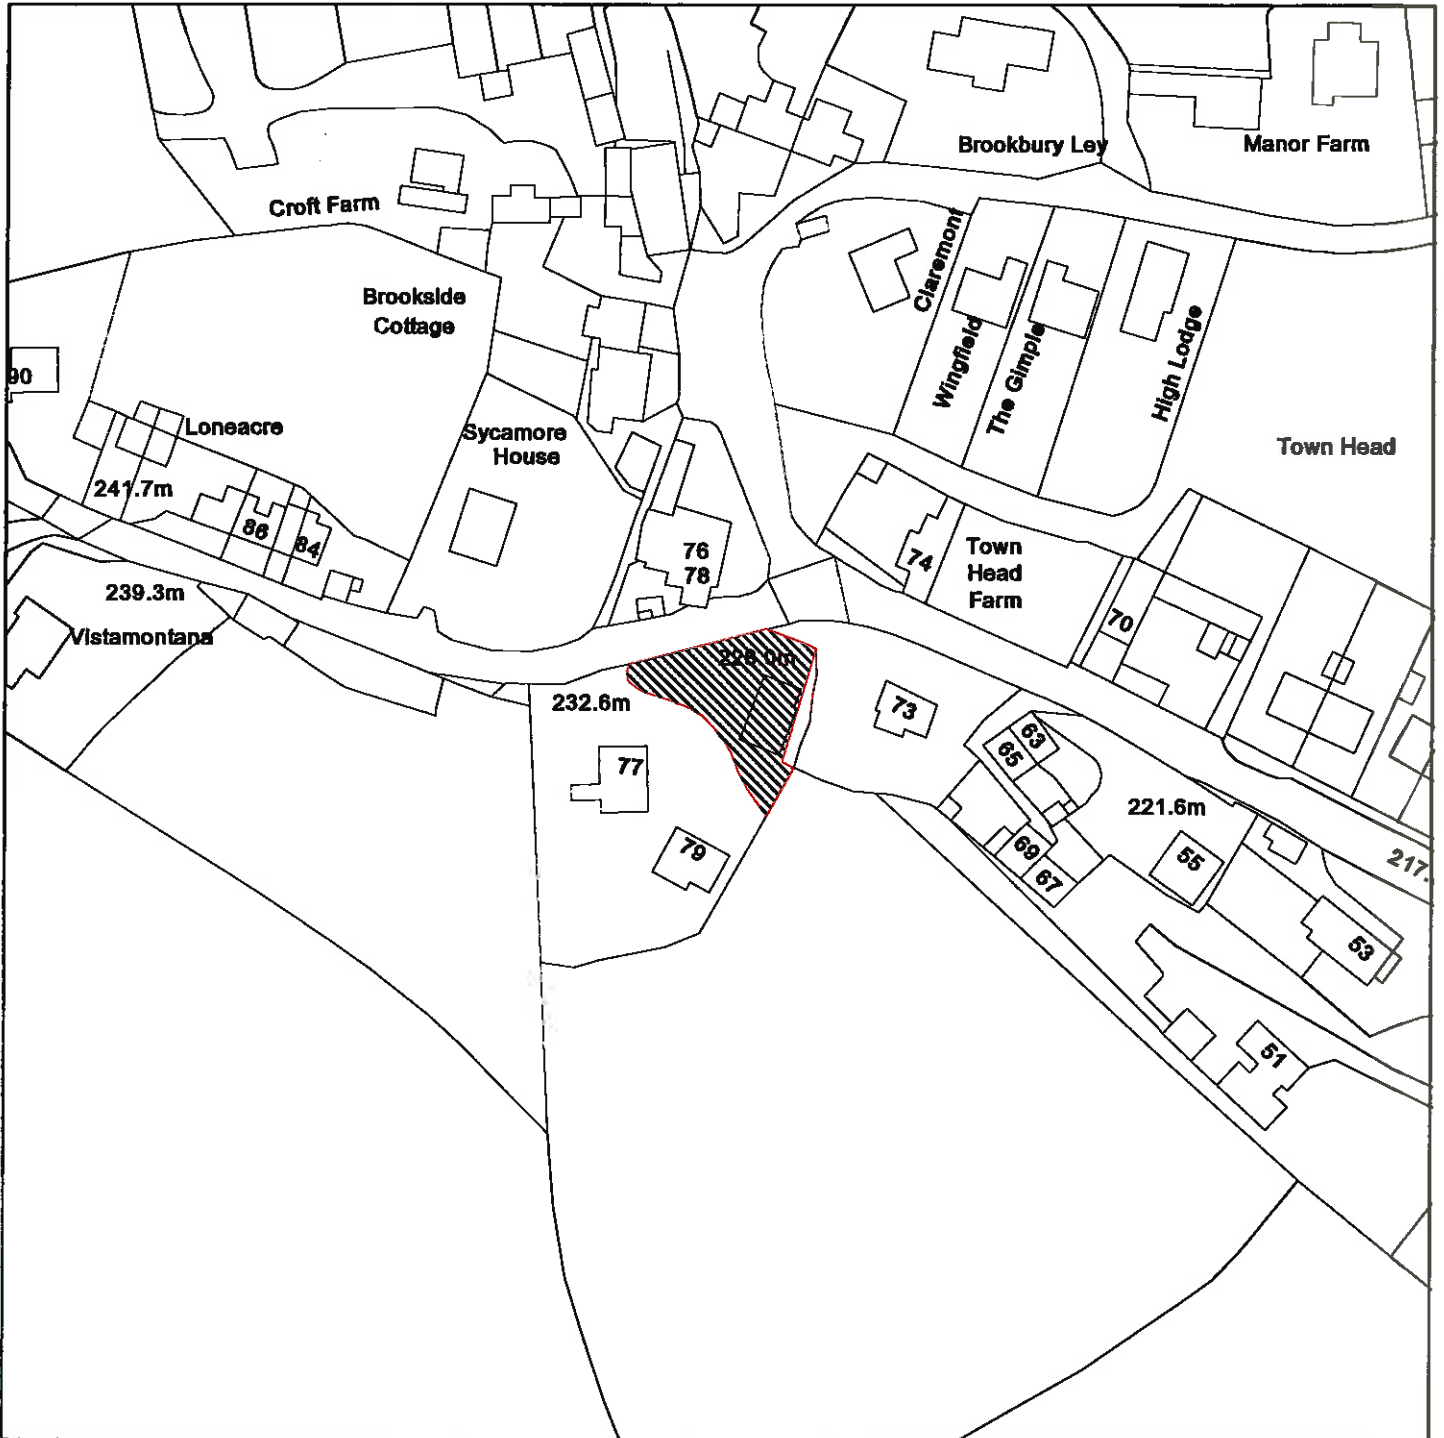 Brookbury Ley
Manor Farm
Croft Farm
Claremont
Brookside
Cottage
Wingfield
The Gimple
High Lodge
90
Loneacre
Sycamore
House
Town Head
241.7m
86
84
76
78
74
Town
Head
Farm
239.3m
Vistamontana
70
228.0m
232.6m
73
63
65
77
221.6m
79
69
67
55
217.
53
51